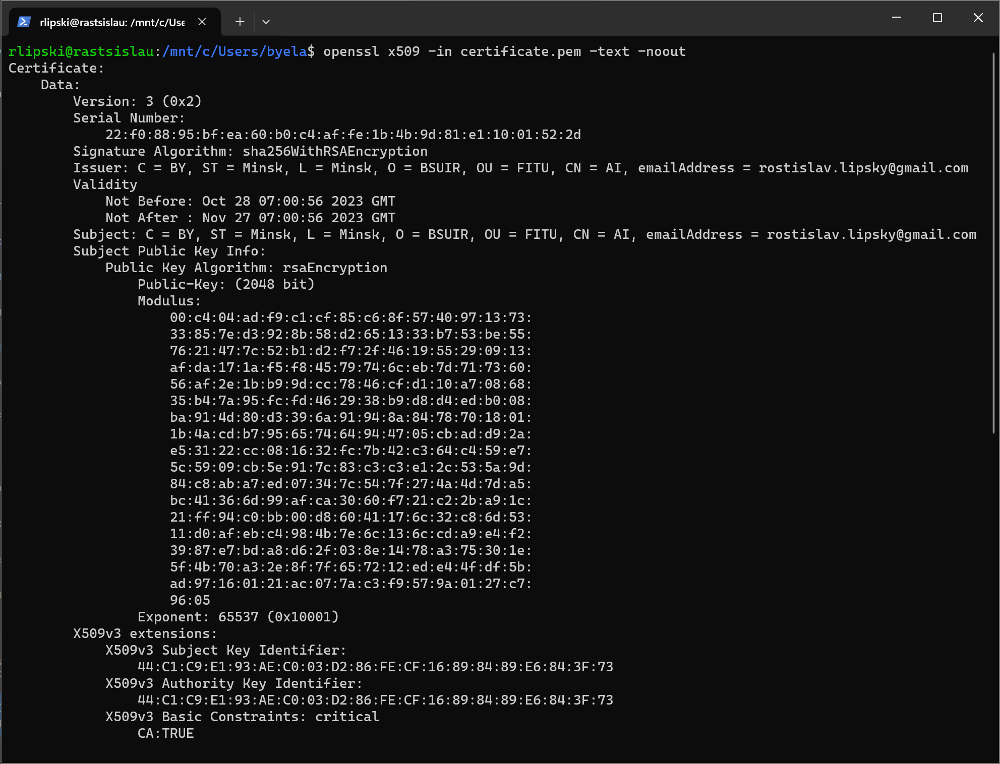 rlipski@rastsislau: /mnt/c/Use
rlipski@rastsislau:/mnt/c/Users/byela$ openssl x509 -in certificate.pem -text -noout
Certificate:
    Data:
        Version: 3 (0x2)
        Serial Number:
            22:f0:88:95:bf:ea:60:b0:c4:af:fe:1b:4b:9d:81:e1:10:01:52:2d
        Signature Algorithm: sha256WithRSAEncryption
        Issuer: C = BY, ST = Minsk, L = Minsk, O = BSUIR, OU = FITU, CN = AI, emailAddress = rostislav.lipsky@gmail.com
        Validity
            Not Before: Oct 28 07:00:56 2023 GMT
            Not After : Nov 27 07:00:56 2023 GMT
        Subject: C = BY, ST = Minsk, L = Minsk, O = BSUIR, OU = FITU, CN = AI, emailAddress = rostislav.lipsky@gmail.com
        Subject Public Key Info:
            Public Key Algorithm: rsaEncryption
                Public-Key: (2048 bit)
                Modulus:
                    00:c4:04:ad:f9:c1:cf:85:c6:8f:57:40:97:13:73:
                    33:85:7e:d3:92:8b:58:d2:65:13:33:b7:53:be:55:
                    76:21:47:7c:52:b1:d2:f7:2f:46:19:55:29:09:13:
                    af:da:17:1a:f5:f8:45:79:74:6c:eb:7d:71:73:60:
                    56:af:2e:1b:b9:9d:cc:78:46:cf:d1:10:a7:08:68:
                    35:b4:7a:95:fc:fd:46:29:38:b9:d8:d4:ed:b0:08:
                    ba:91:4d:80:d3:39:6a:91:94:8a:84:78:70:18:01:
                    1b:4a:cd:b7:95:65:74:64:94:47:05:cb:ad:d9:2a:
                    e5:31:22:cc:08:16:32:fc:7b:42:c3:64:c4:59:e7:
                    5c:59:09:cb:5e:91:7c:83:c3:c3:e1:2c:53:5a:9d:
                    84:c8:ab:a7:ed:07:34:7c:54:7f:27:4a:4d:7d:a5:
                    bc:41:36:6d:99:af:ca:30:60:f7:21:c2:2b:a9:1c:
                    21:ff:94:c0:bb:00:d8:60:41:17:6c:32:c8:6d:53:
                    11:d0:af:eb:c4:98:4b:7e:6c:13:6c:cd:a9:e4:f2:
                    39:87:e7:bd:a8:d6:2f:03:8e:14:78:a3:75:30:1e:
                    5f:4b:70:a3:2e:8f:7f:65:72:12:ed:e4:4f:df:5b:
                    ad:97:16:01:21:ac:07:7a:c3:f9:57:9a:01:27:c7:
                    96:05
                Exponent: 65537 (0x10001)
        X509v3 extensions:
            X509v3 Subject Key Identifier:
                44:C1:C9:E1:93:AE:C0:03:D2:86:FE:CF:16:89:84:89:E6:84:3F:73
            X509v3 Authority Key Identifier:
                44:C1:C9:E1:93:AE:C0:03:D2:86:FE:CF:16:89:84:89:E6:84:3F:73
            X509v3 Basic Constraints: critical
                CA:TRUE